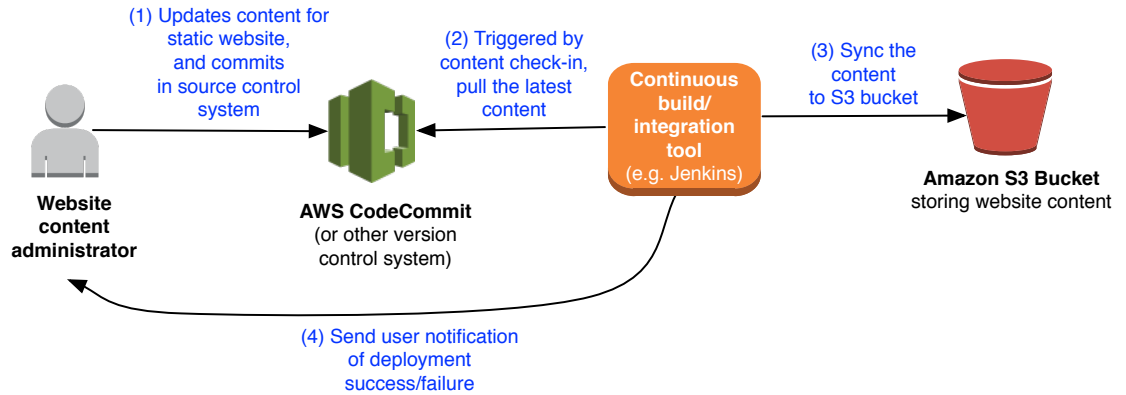 (1) Updates content for
static website,
and commits
in source control
system
(2) Triggered by
content check-in,
pull the latest
content
(3) Sync the
content
to S3 bucket
Continuous
build/
integration
tool
(e.g. Jenkins)
Website
content
administrator
AWS CodeCommit
(or other version
control system)
Amazon S3 Bucket
storing website content
(4) Send user notification
of deployment
success/failure